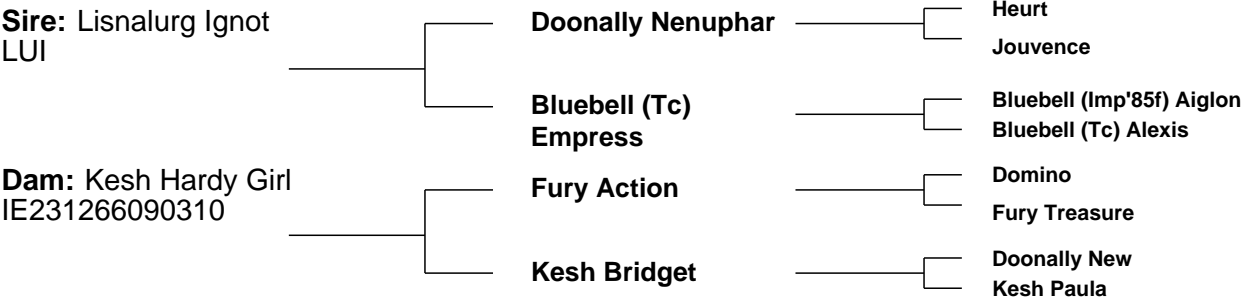 Sire: Lisnalurg Ignot
LUI
Doonally Nenuphar
Heurt
Jouvence
Bluebell (Tc)
Empress
Bluebell (Imp'85f) Aiglon
Bluebell (Tc) Alexis
Dam: Kesh Hardy Girl
IE231266090310
Fury Action
Domino
Fury Treasure
Kesh Bridget
Doonally New
Kesh Paula